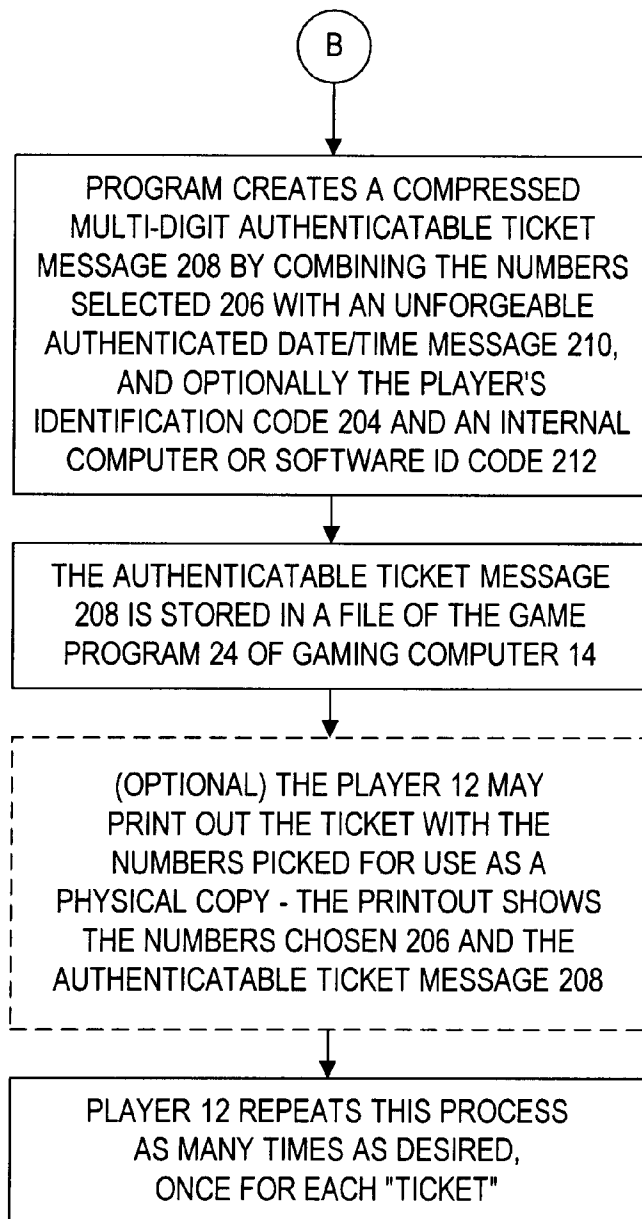 B
PROGRAM CREATES A COMPRESSED
MULTI-DIGIT AUTHENTICATABLE TICKET
MESSAGE 208 BY COMBINING THE NUMBERS
SELECTED 206 WITH AN UNFORGEABLE
AUTHENTICATED DATE/TIME MESSAGE 210,
AND OPTIONALLY THE PLAYER'S
IDENTIFICATION CODE 204 AND AN INTERNAL
COMPUTER OR SOFTWARE ID CODE 212
THE AUTHENTICATABLE TICKET MESSAGE
208 IS STORED IN A FILE OF THE GAME
PROGRAM 24 OF GAMING COMPUTER 14
(OPTIONAL) THE PLAYER 12 MAY
PRINT OUT THE TICKET WITH THE
NUMBERS PICKED FOR USE AS A
PHYSICAL COPY - THE PRINTOUT SHOWS
THE NUMBERS CHOSEN 206 AND THE
AUTHENTICATABLE TICKET MESSAGE 208
PLAYER 12 REPEATS THIS PROCESS
AS MANY TIMES AS DESIRED,
ONCE FOR EACH "TICKET"